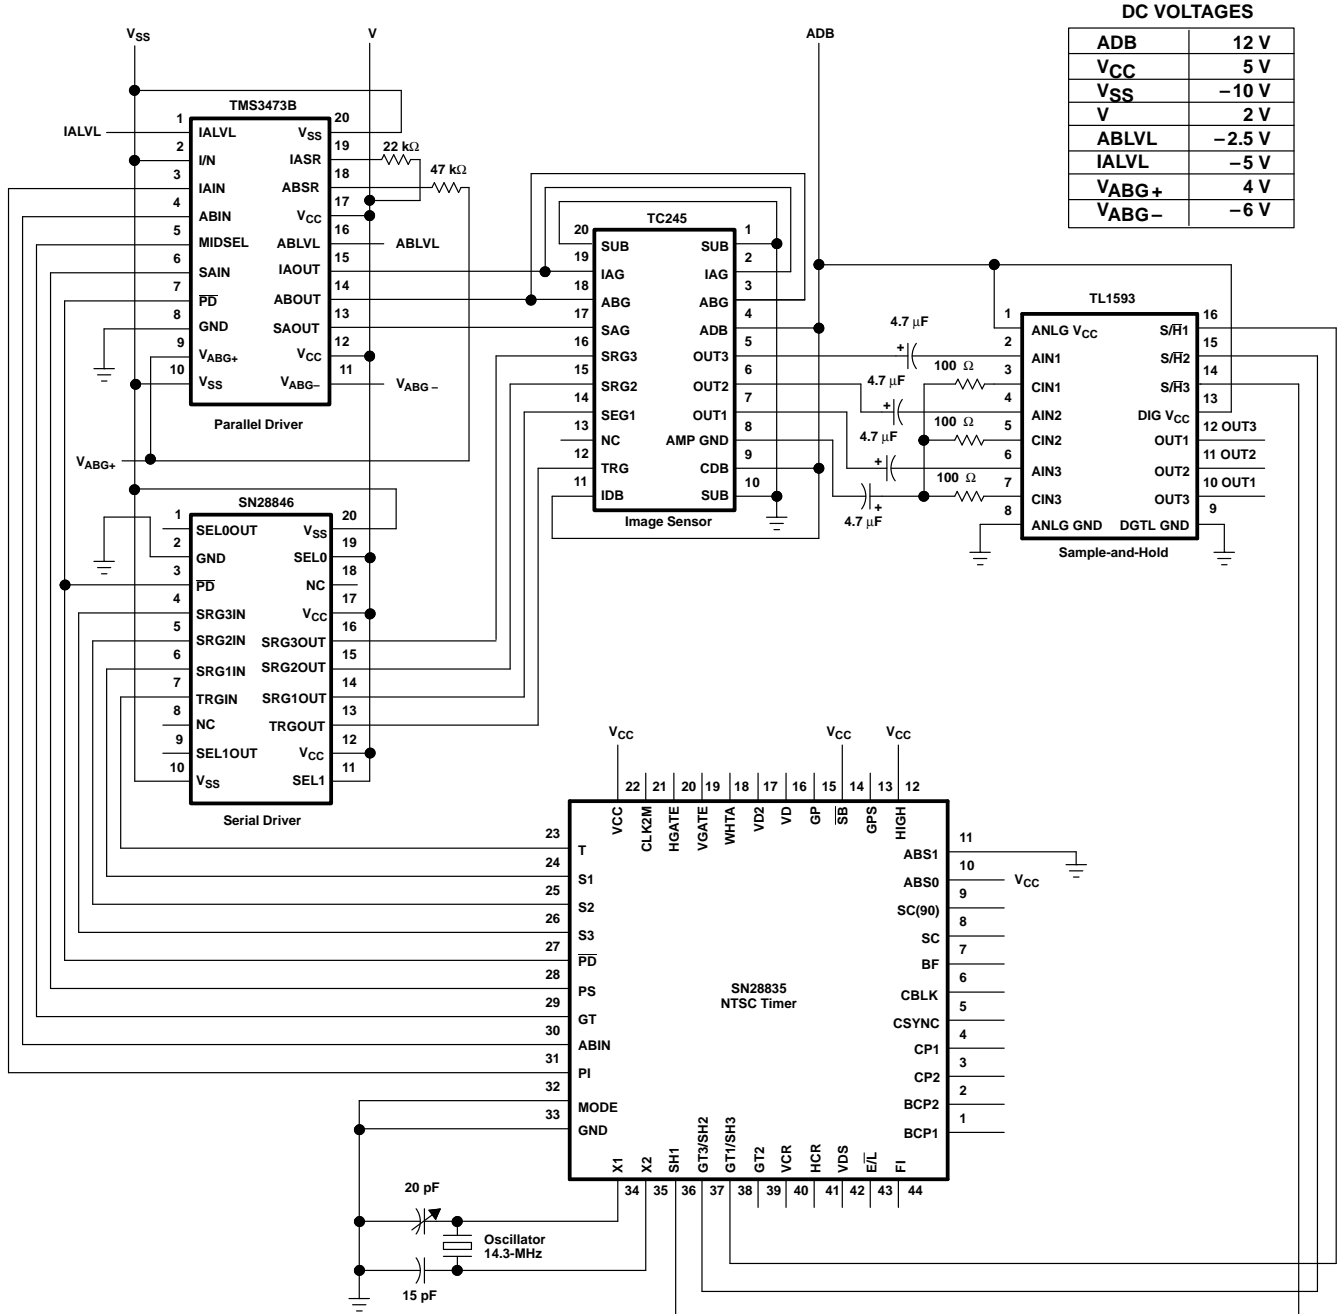 DC VOLTAGES
ADB 12 V
VCC 5 V
VSS –10 V
V 2 V
ABLVL –2.5 V
IALVL –5 V
VABG+ 4 V
VABG– –6 V
VSS
V
ADB
TMS3473B
IALVL
1 IALVL
2 I/N
3 IAIN
4 ABIN
5 MIDSEL
6 SAIN
7 PD
8 GND
9 VABG+
10 VSS
20 VSS
19 IASR
18 ABSR
17 VCC
16 ABLVL
15 IAOUT
14 ABOUT
13 SAOUT
12 VCC
11 VABG–
22 kΩ
47 kΩ
ABLVL
VABG –
Parallel Driver
VABG+
TC245
20 SUB
19 IAG
18 ABG
17 SAG
16 SRG3
15 SRG2
14 SEG1
13 NC
12 TRG
11 IDB
1 SUB
2 IAG
3 ABG
4 ADB
5 OUT3
6 OUT2
7 OUT1
8 AMP GND
9 CDB
10 SUB
Image Sensor
4.7 μF
+
4.7 μF
+
4.7 μF
+
4.7 μF
+
100 Ω
100 Ω
100 Ω
TL1593
1 ANLG VCC
2 AIN1
3 CIN1
4 AIN2
5 CIN2
6 AIN3
7 CIN3
8 ANLG GND
16 S/H1
15 S/H2
14 S/H3
13 DIG VCC
12 OUT1 OUT3
11 OUT2 OUT2
10 OUT3 OUT1
9 DGTL GND
Sample-and-Hold
SN28846
1 SEL0OUT
2 GND
3 PD
4 SRG3IN
5 SRG2IN
6 SRG1IN
7 TRGIN
8 NC
9 SEL1OUT
10 VSS
20 VSS
19 SEL0
18 NC
17 VCC
16 SRG3OUT
15 SRG2OUT
14 SRG1OUT
13 TRGOUT
12 VCC
11 SEL1
Serial Driver
VCC
VCC
VCC
22 21 20 19 18 17 16 15 14 13 12
VCC CLK2M HGATE VGATE WHTA VD2 VD GP SB GPS HIGH
23 T
24 S1
25 S2
26 S3
27 PD
28 PS
29 GT
30 ABIN
31 PI
32 MODE
33 GND
SN28835
NTSC Timer
11 ABS1
10 ABS0 VCC
9 SC(90)
8 SC
7 BF
6 CBLK
5 CSYNC
4 CP1
3 CP2
2 BCP2
1 BCP1
X1 X2 SH1 GT3/SH2 GT1/SH3 GT2 VCR HCR VDS E/L FI
34 35 36 37 38 39 40 41 42 43 44
20 pF
Oscillator
14.3-MHz
15 pF